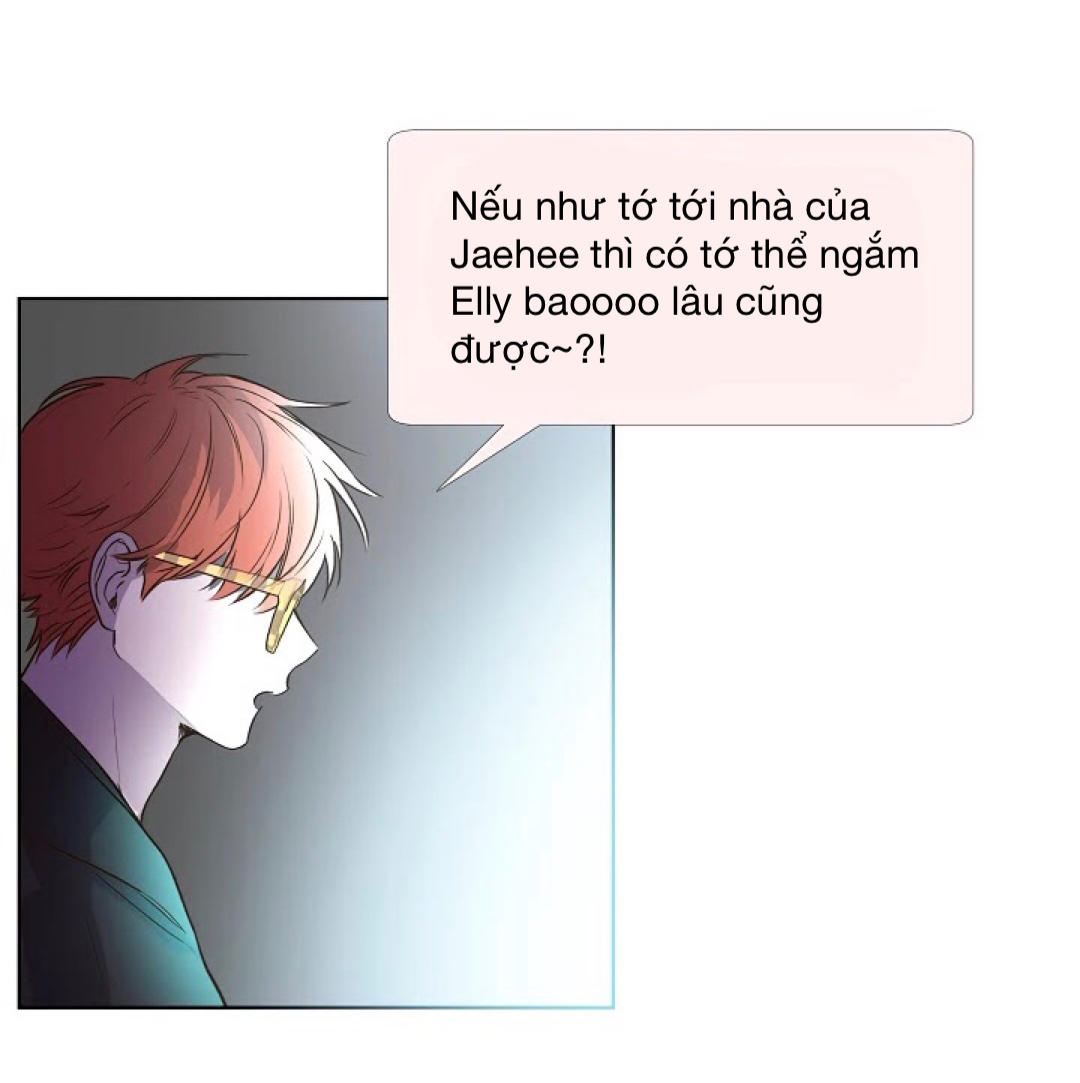 Nếu như tớ tới nhà của
Jaehee thì có tớ thể ngắm
Elly baoooo lâu cũng
được~?!